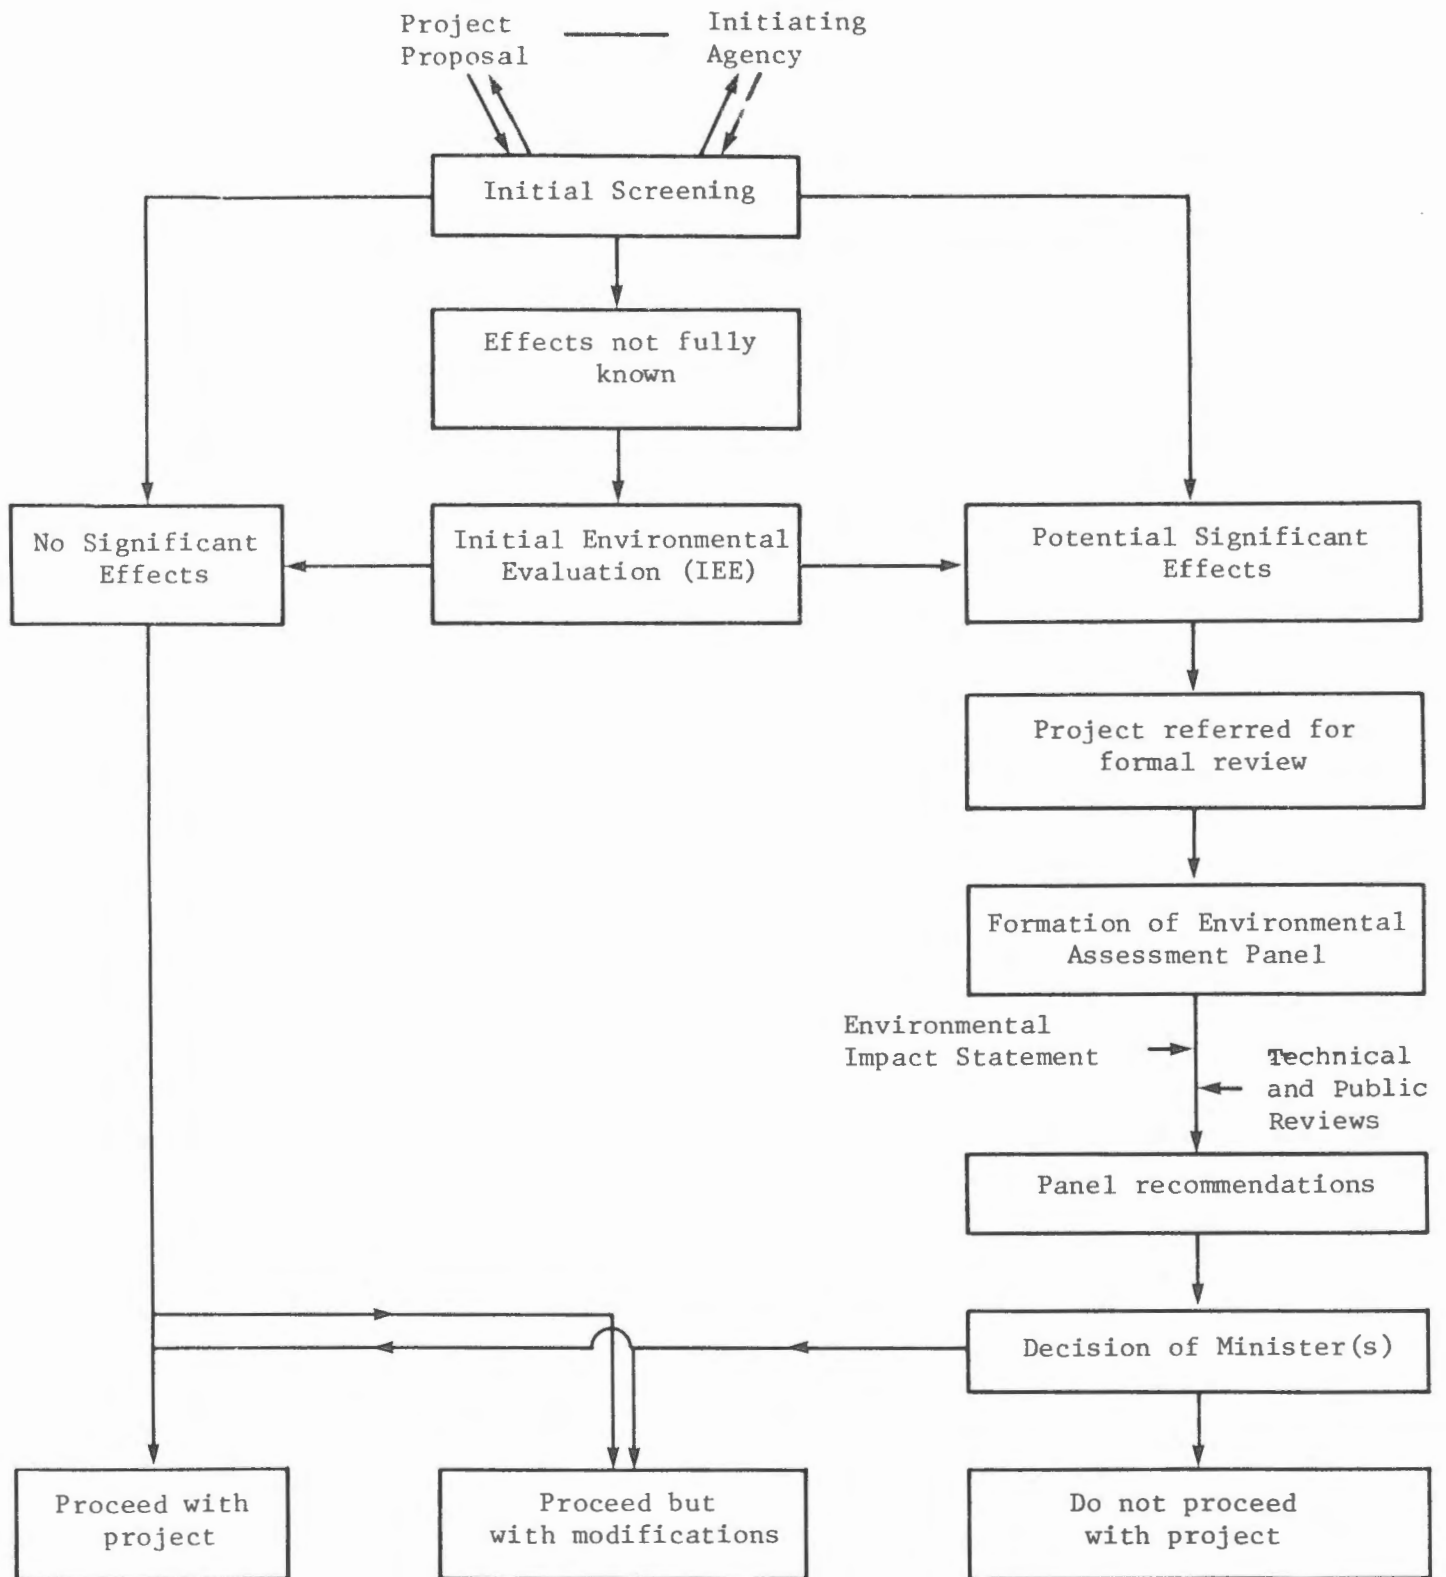 Project
Proposal
Initiating
Agency
Initial Screening
Effects not fully
known
No Significant
Effects
Initial Environmental
Evaluation (IEE)
Potential Significant
Effects
Project referred for
formal review
Formation of Environmental
Assessment Panel
Environmental
Impact Statement
Technical
and Public
Reviews
Panel recommendations
Decision of Minister(s)
Proceed with
project
Proceed but
with modifications
Do not proceed
with project